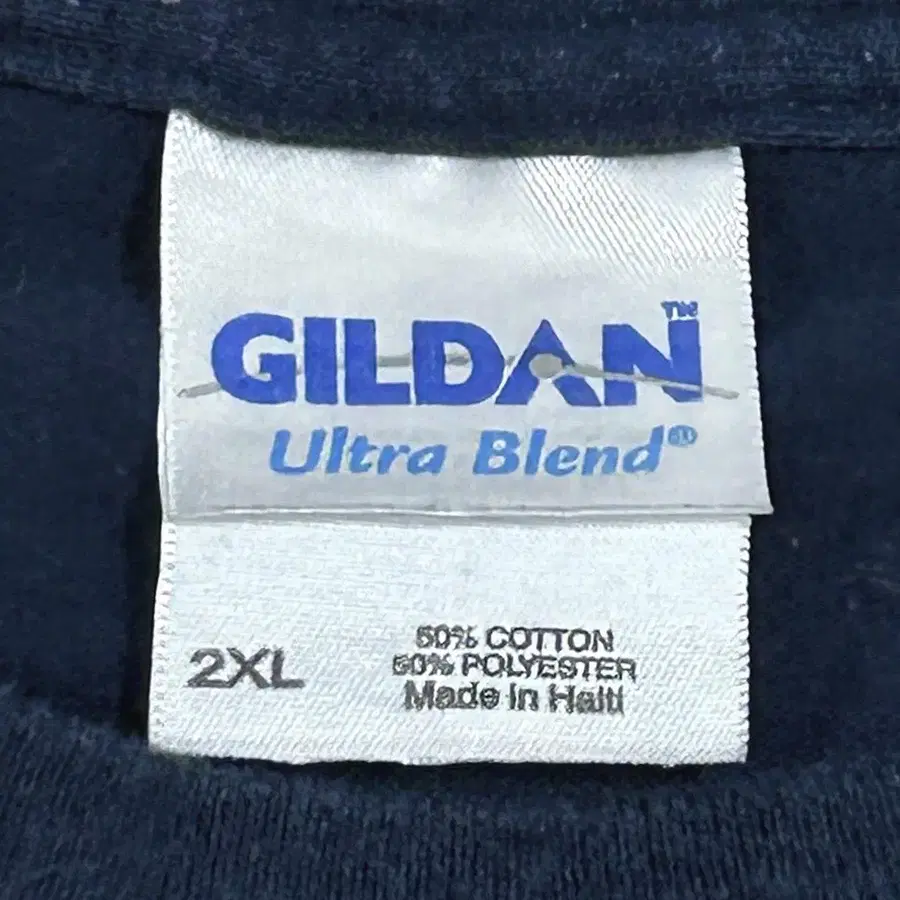 GILDAN™
Ultra Blend®
2XL
50% COTTON
50% POLYESTER
Made in Haiti